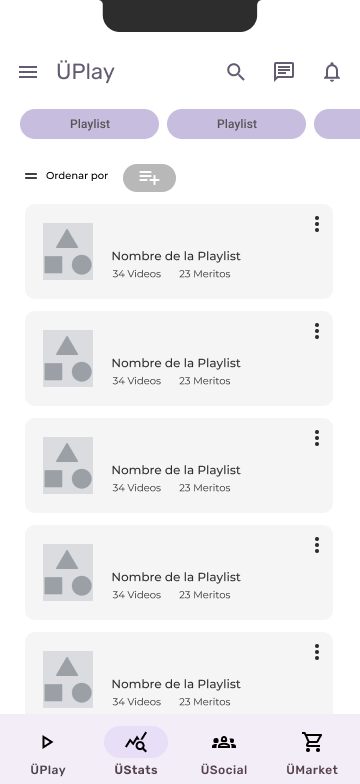 ÜPlay
Playlist Playlist
Ordenar por
Nombre de la Playlist
34 Videos 23 Meritos
Nombre de la Playlist
34 Videos 23 Meritos
Nombre de la Playlist
34 Videos 23 Meritos
Nombre de la Playlist
34 Videos 23 Meritos
Nombre de la Playlist
34 Videos 23 Meritos
ÜPlay ÜStats ÜSocial ÜMarket